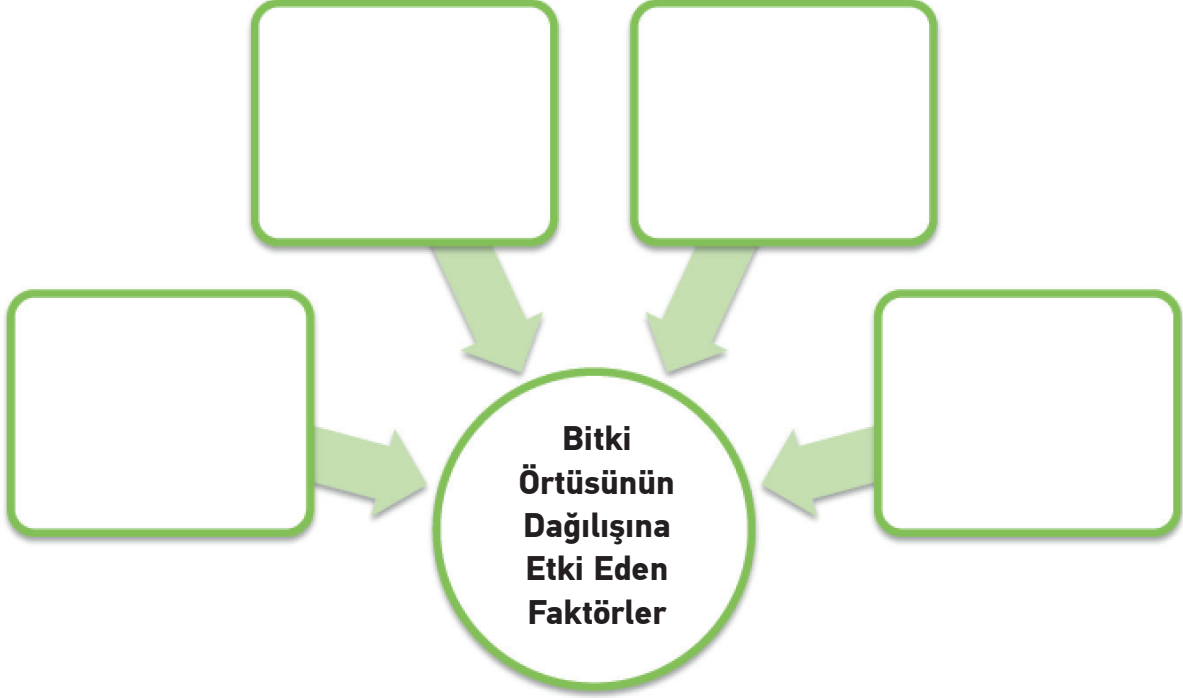 Bitki
Örtüsünün
Dağılışına
Etki Eden
Faktörler